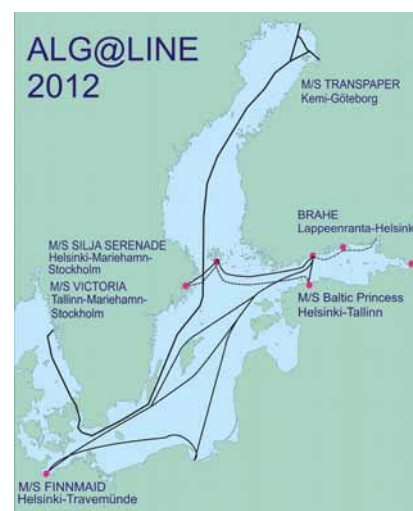 ALG@LINE
2012
M/S TRANSPAPER
Kemi-Göteborg
BRAHE
Lappeenranta-Helsink
M/S SILJA SERENADE
Helsinki-Mariehamn-
Stockholm
M/S VICTORIA
Tallinn-Mariehamn-
Stockholm
M/S Baltic Princess
Helsinki-Tallinn
M/S FINNMAID
Helsinki-Travemünde